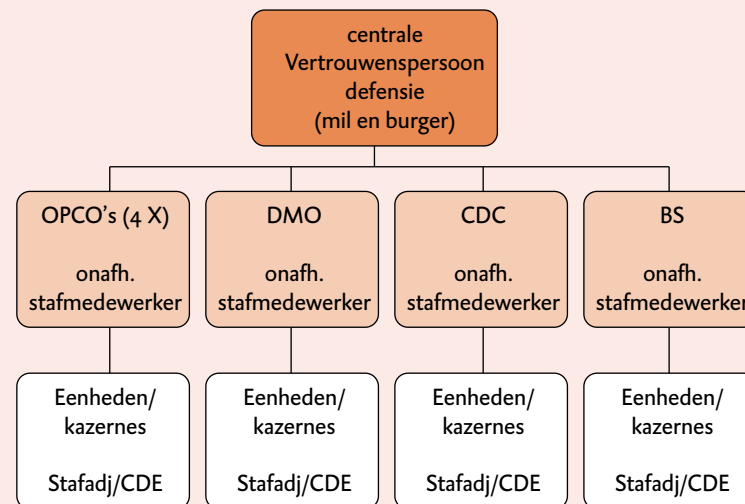 centrale
Vertrouwenspersoon
defensie
(mil en burger)
OPCO's (4 X)
onafh.
stafmedewerker
DMO
onafh.
stafmedewerker
CDC
onafh.
stafmedewerker
BS
onafh.
stafmedewerker
Eenheden/
kazernes
Stafadj/CDE
Eenheden/
kazernes
Stafadj/CDE
Eenheden/
kazernes
Stafadj/CDE
Eenheden/
kazernes
Stafadj/CDE